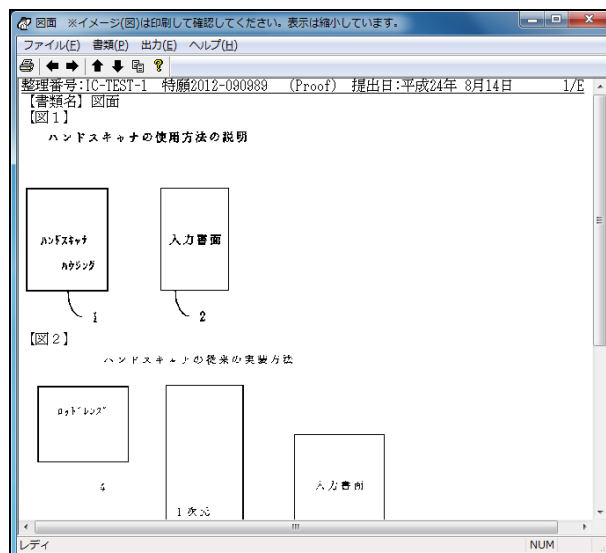 図面 ※イメージ(図)は印刷して確認してください。表示は縮小しています。
ファイル(F) 書類(P) 出力(E) ヘルプ(H)
整理番号:IC-TEST-1 特願2012-090989 (Proof) 提出日:平成24年 8月14日 1/E
【書類名】図面
【図1】
ハンドスキャナの使用方法の説明
ハンドスキャナ
ハウジング
入力書面
1
2
【図2】
ハンドスキャナの従来の実装方法
ロッドレンズ
4
1次元
入力書面
レディ NUM